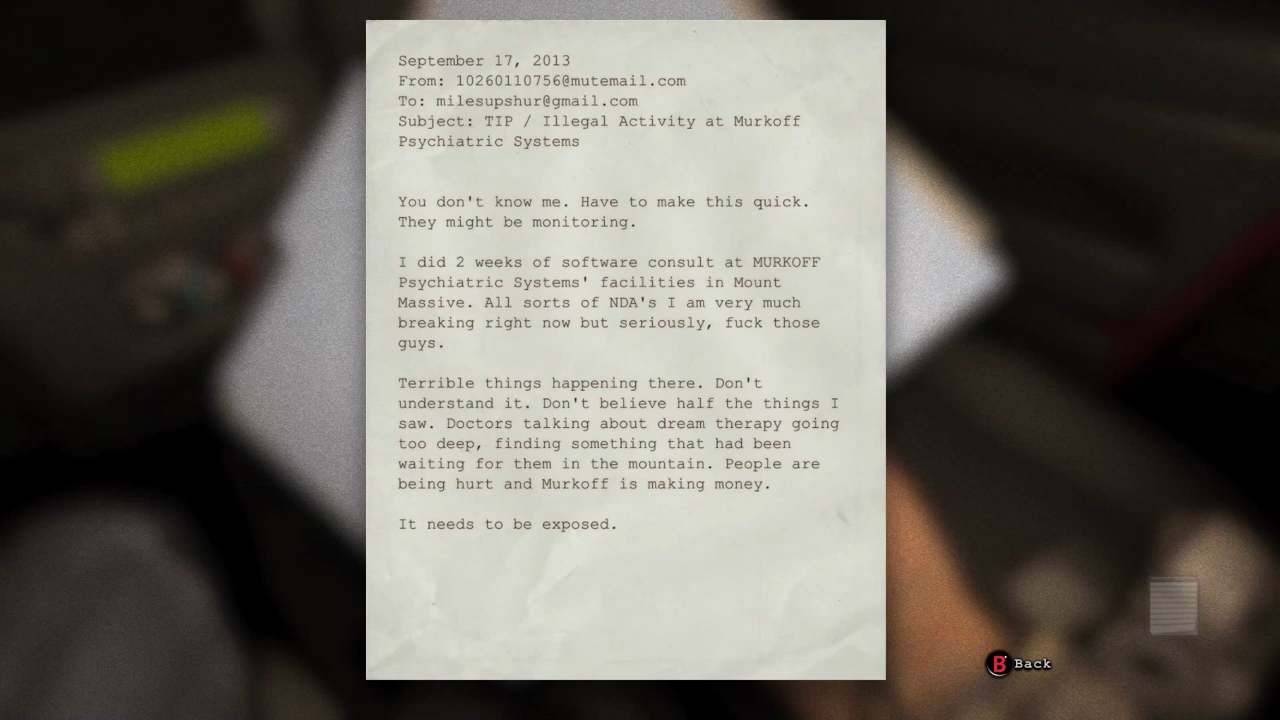 September 17, 2013
From: 10260110756@mutemail.com
To: milesupshur@gmail.com
Subject: TIP / Illegal Activity at Murkoff
Psychiatric Systems
You don't know me. Have to make this quick.
They might be monitoring.
I did 2 weeks of software consult at MURKOFF
Psychiatric Systems' facilities in Mount
Massive. All sorts of NDA's I am very much
breaking right now but seriously, fuck those
guys.
Terrible things happening there. Don't
understand it. Don't believe half the things I
saw. Doctors talking about dream therapy going
too deep, finding something that had been
waiting for them in the mountain. People are
being hurt and Murkoff is making money.
It needs to be exposed.
B Back